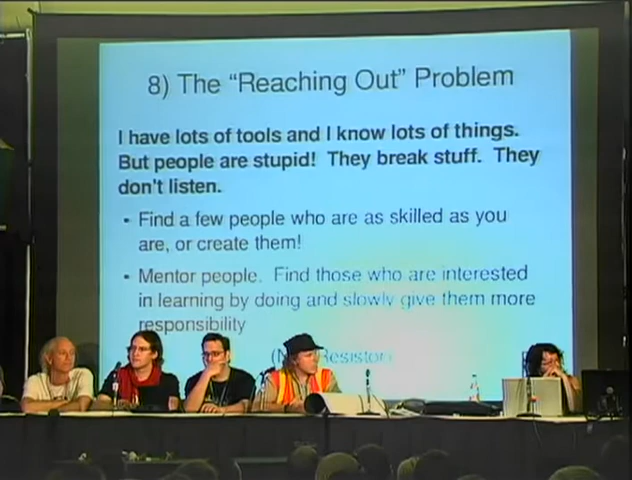 8) The “Reaching Out” Problem
I have lots of tools and I know lots of things.
But people are stupid! They break stuff. They
don't listen.
• Find a few people who are as skilled as you
are, or create them!
• Mentor people. Find those who are interested
in learning by doing and slowly give them more
responsibility
Resistor)